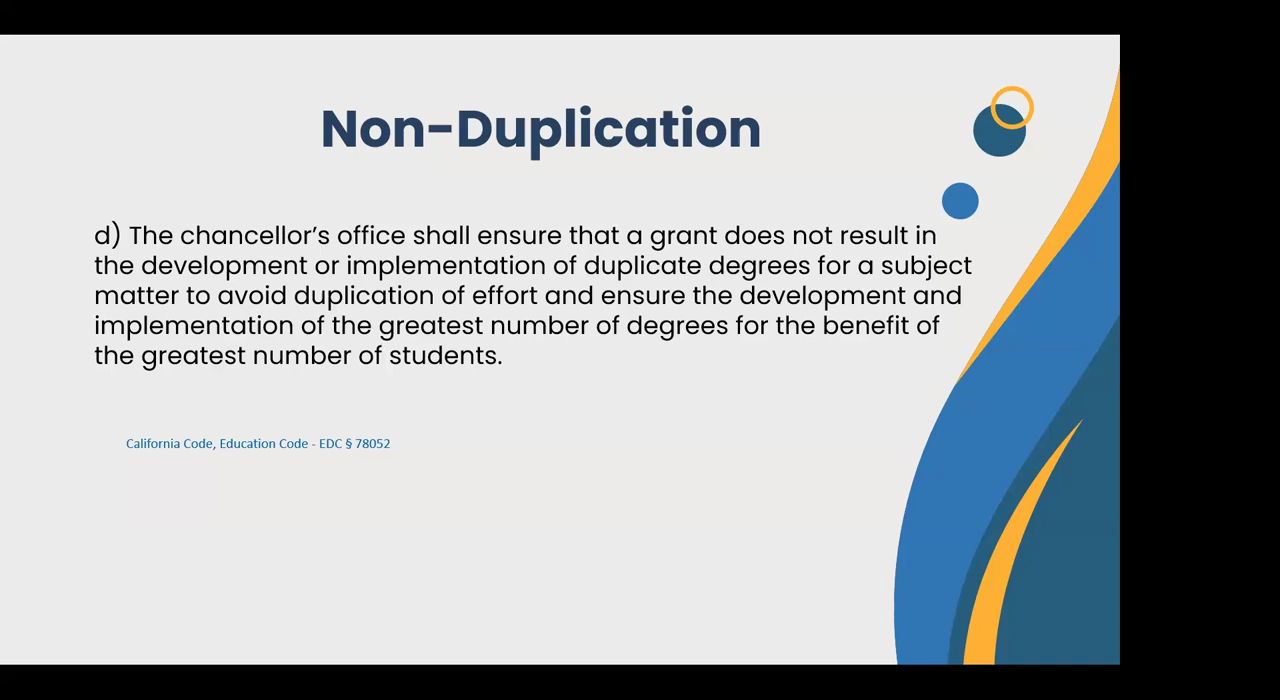 Non-Duplication
d) The chancellor’s office shall ensure that a grant does not result in
the development or implementation of duplicate degrees for a subject
matter to avoid duplication of effort and ensure the development and
implementation of the greatest number of degrees for the benefit of
the greatest number of students.
California Code, Education Code - EDC § 78052